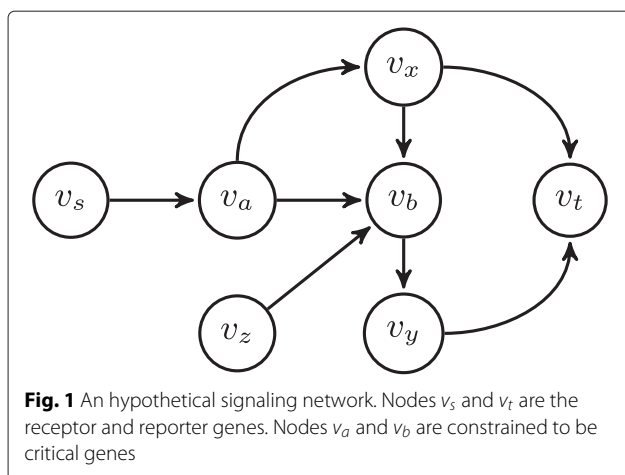 v_x
v_s
v_a
v_b
v_t
v_z
v_y
Fig. 1 An hypothetical signaling network. Nodes v_s and v_t are the
receptor and reporter genes. Nodes v_a and v_b are constrained to be
critical genes